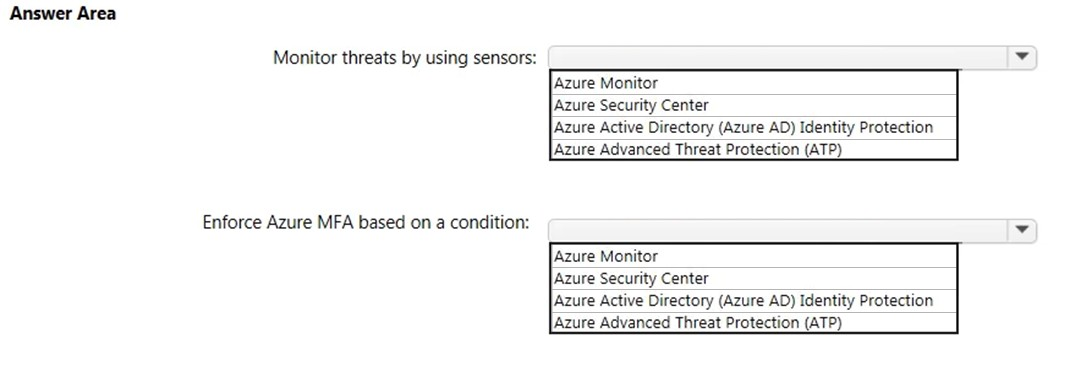 Answer Area
Monitor threats by using sensors:
Azure Monitor
Azure Security Center
Azure Active Directory (Azure AD) Identity Protection
Azure Advanced Threat Protection (ATP)
Enforce Azure MFA based on a condition:
Azure Monitor
Azure Security Center
Azure Active Directory (Azure AD) Identity Protection
Azure Advanced Threat Protection (ATP)